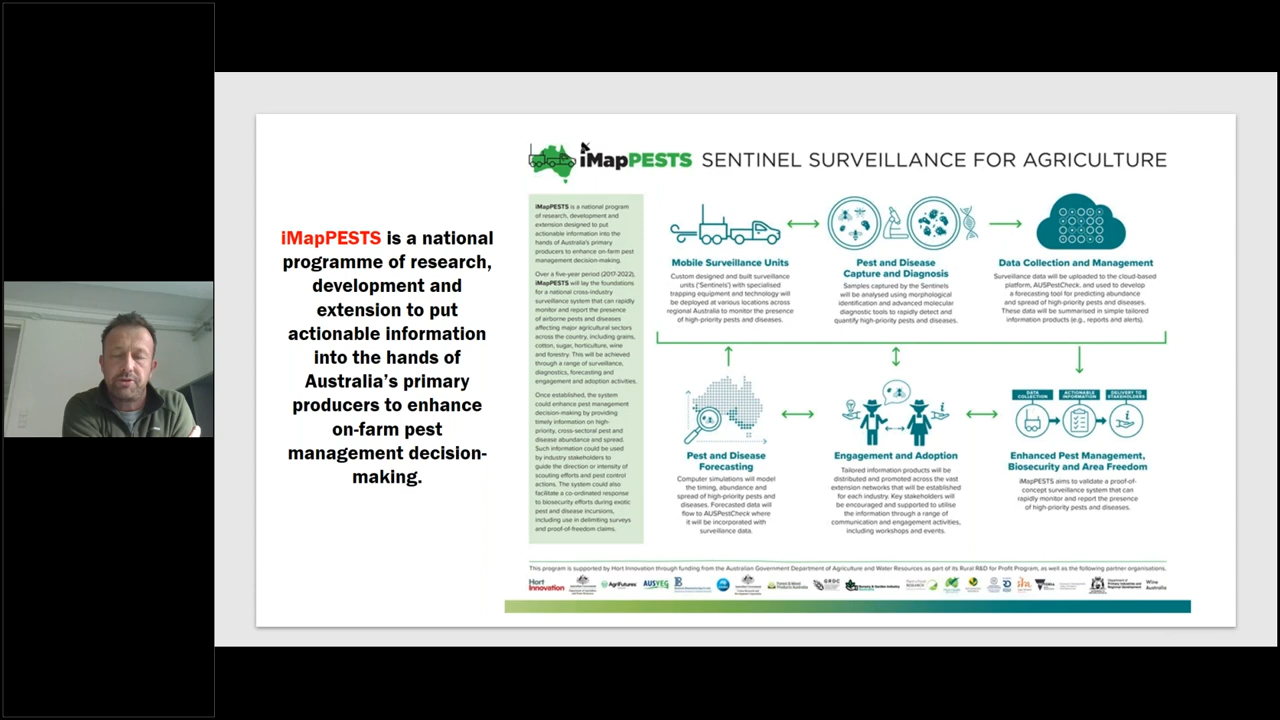 iMapPESTS is a national
programme of research,
development and
extension to put
actionable information
into the hands of
Australia's primary
producers to enhance
on-farm pest
management decision-
making.
iMapPESTS SENTINEL SURVEILLANCE FOR AGRICULTURE
iMapPESTS is a national program
of research, development and
extension designed to put
actionable information into the
hands of Australia's primary
producers to enhance on-farm pest
management decision-making.
Over a five-year period (2017-2022),
iMapPESTS will lay the foundations
for a national cross-industry
surveillance system that can rapidly
monitor and report the presence
of airborne pests and diseases
affecting major agricultural sectors
across the country, including grains,
cotton, sugar, horticulture, wine
and forestry. This will be achieved
through a range of surveillance,
diagnostics, forecasting and
engagement and adoption activities.
Once established, the system
could enhance pest management
decision-making by providing
timely information on high-
priority, cross-sectoral pest and
disease abundance and spread.
Such information could be used
by industry stakeholders to
guide the direction or intensity of
scouting efforts and pest control
actions. The system could also
facilitate a co-ordinated response
to biosecurity efforts during exotic
pest and disease incursions,
including use in delimiting surveys
and proof-of-freedom claims.
Mobile Surveillance Units
Custom designed and built surveillance
units ('Sentinels') with specialised
trapping equipment and technology will
be deployed at various locations across
regional Australia to monitor the presence
of high-priority pests and diseases.
Pest and Disease
Capture and Diagnosis
Samples captured by the Sentinels
will be analysed using morphological
identification and advanced molecular
diagnostic tools to rapidly detect and
quantify high-priority pests and diseases.
Data Collection and Management
Surveillance data will be uploaded to the cloud-based
platform, AUSPestCheck, and used to develop
a forecasting tool for predicting abundance
and spread of high-priority pests and diseases.
These data will be summarised in simple tailored
information products (e.g., reports and alerts).
Pest and Disease
Forecasting
Computer simulations will model
the timing, abundance and
spread of high-priority pests and
diseases. Forecasted data will
flow to AUSPestCheck where
it will be incorporated with
surveillance data.
Engagement and Adoption
Tailored information products will be
distributed and promoted across the vast
extension networks that will be established
for each industry. Key stakeholders will
be encouraged and supported to utilise
the information through a range of
communication and engagement activities,
including workshops and events.
DATA COLLECTION
ACTIONABLE INFORMATION
DELIVERY TO STAKEHOLDERS
Enhanced Pest Management,
Biosecurity and Area Freedom
iMapPESTS aims to validate a proof-of-
concept surveillance system that can
rapidly monitor and report the presence
of high-priority pests and diseases.
This program is supported by Hort Innovation through funding from the Australian Government Department of Agriculture and Water Resources as part of its Rural R&D for Profit Program, as well as the following partner organisations.
Hort Innovation
AgriFutures
AUSVEG
GRDC
Wine Australia